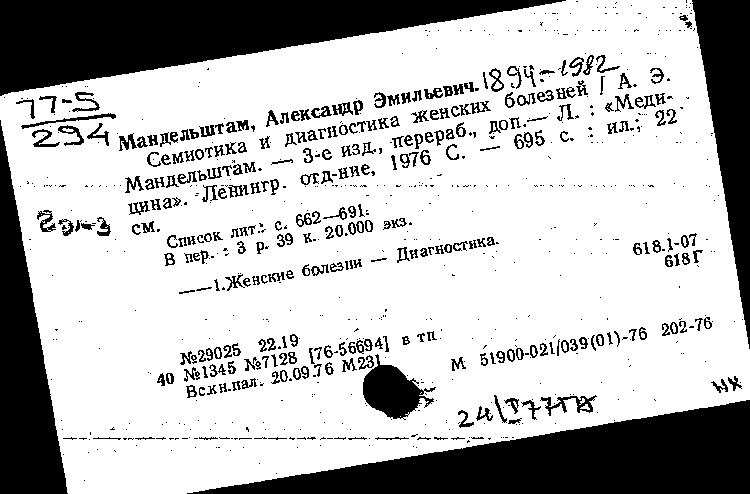 77-5
294
Мандельштам, Александр Эмильевич. 1894-1982
Семиотика и диагностика женских болезней / А. Э.
Мандельштам. — 3-е изд., перераб., доп.— Л. : «Меди-
цина». Ленингр. отд-ние, 1976 С. — 695 с. : ил.; 22
см.
2 экз
Список лит.: с. 662—691.
В пер. : 3 р. 39 к. 20.000 экз.
——1.Женские болезни — Диагностика.
618.1-07
618Г
№29025 22.19
40 №1345 №7128 [76-56694] в тп
Вс.кн.пал. 20.09.76 М231
М 51900-021/039(01)-76 202-76